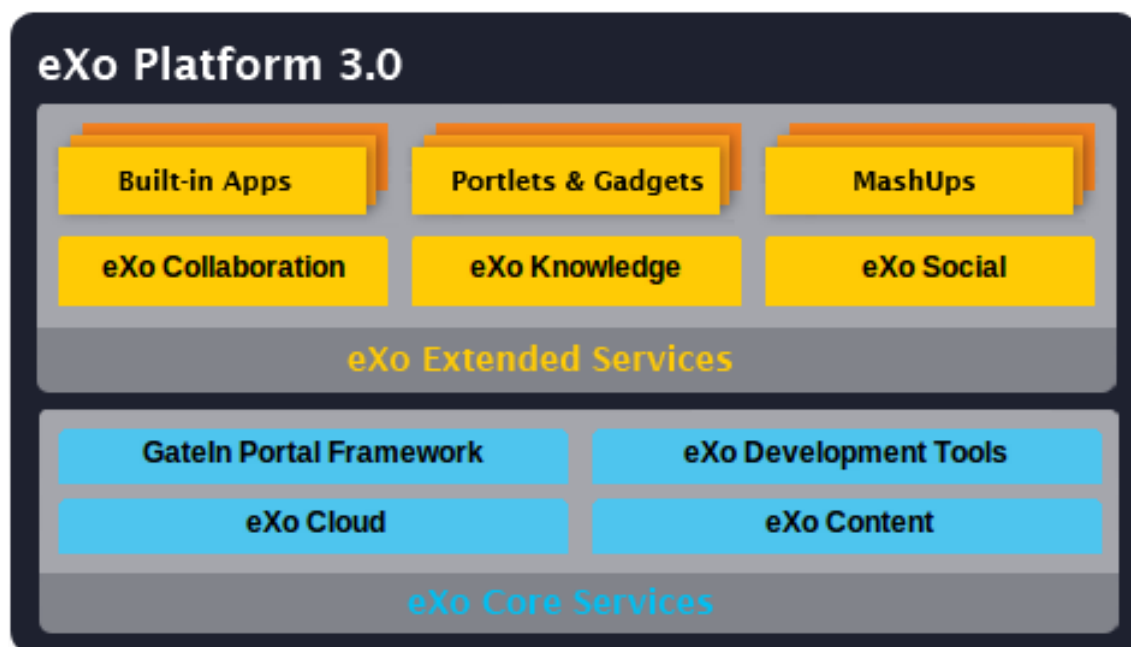 eXo Platform 3.0
Built-in Apps
Portlets & Gadgets
MashUps
eXo Collaboration
eXo Knowledge
eXo Social
eXo Extended Services
GateIn Portal Framework
eXo Development Tools
eXo Cloud
eXo Content
eXo Core Services